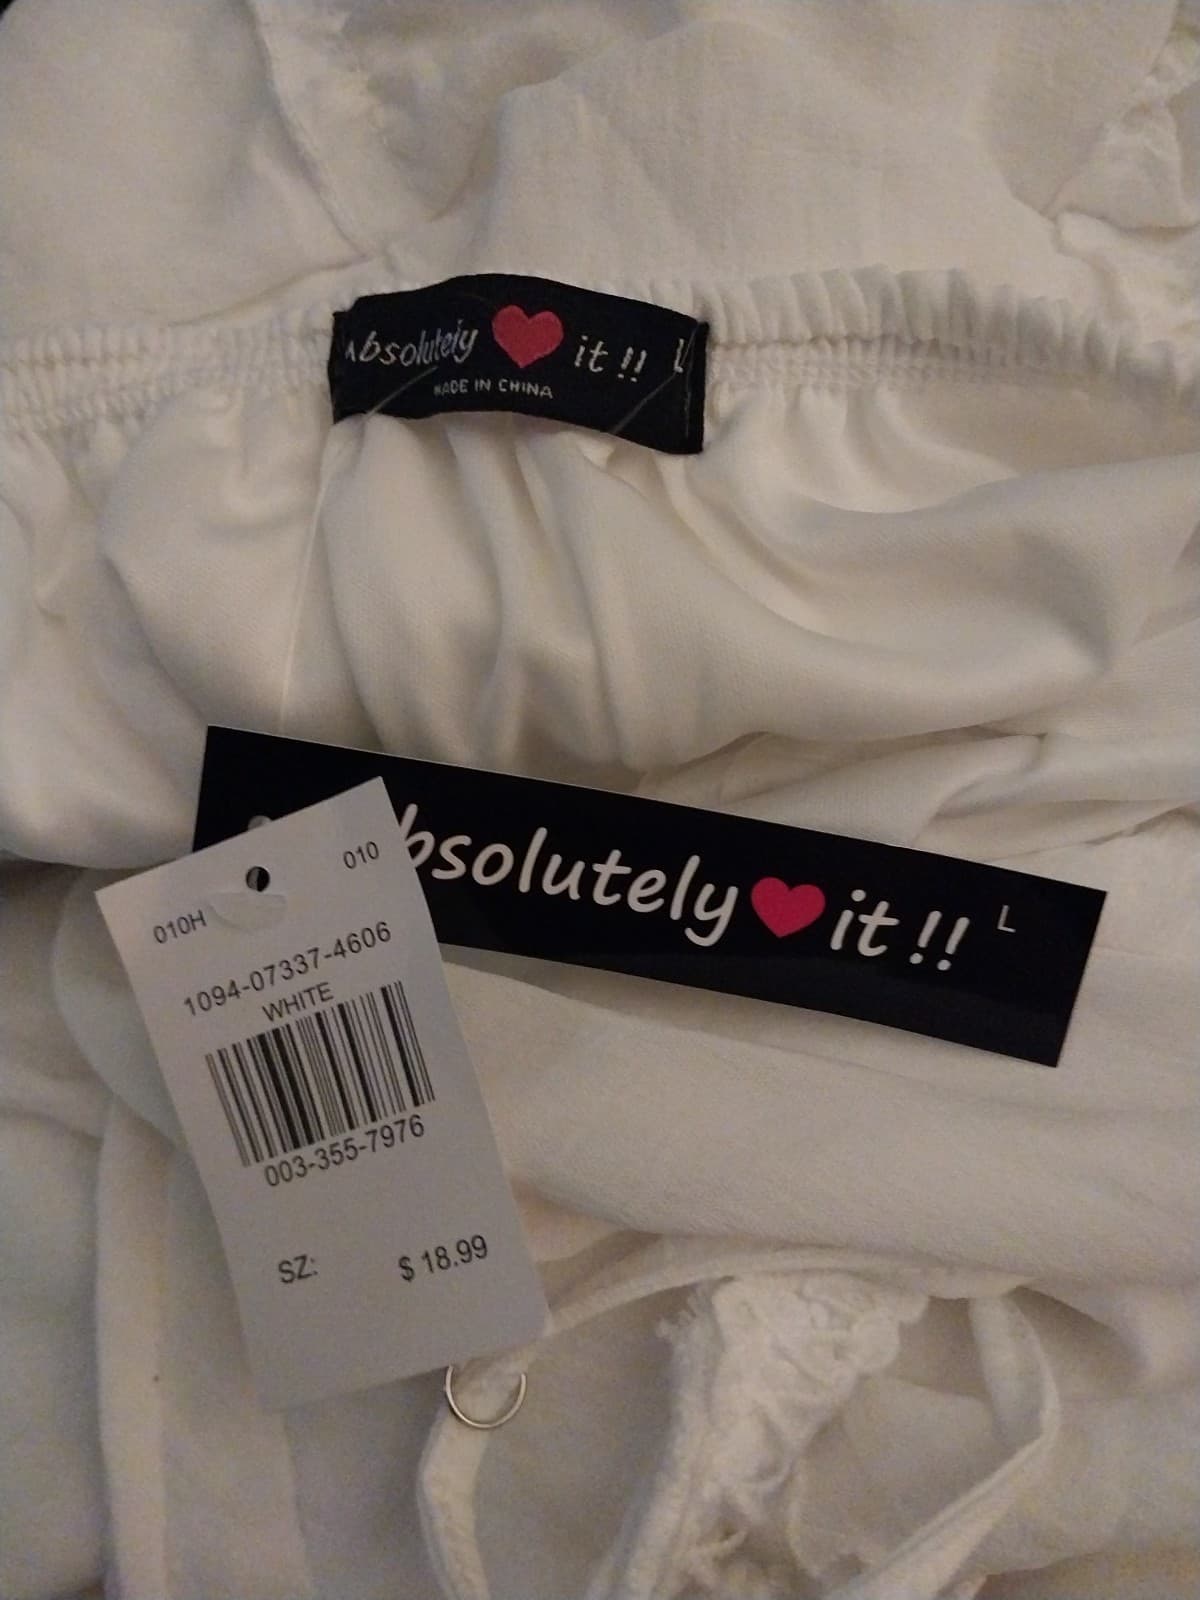 Absolutely ❤ it !! L
MADE IN CHINA
bsolutely ❤ it !! L
010H 010
1094-07337-4606
WHITE
003-355-7976
SZ: $ 18.99